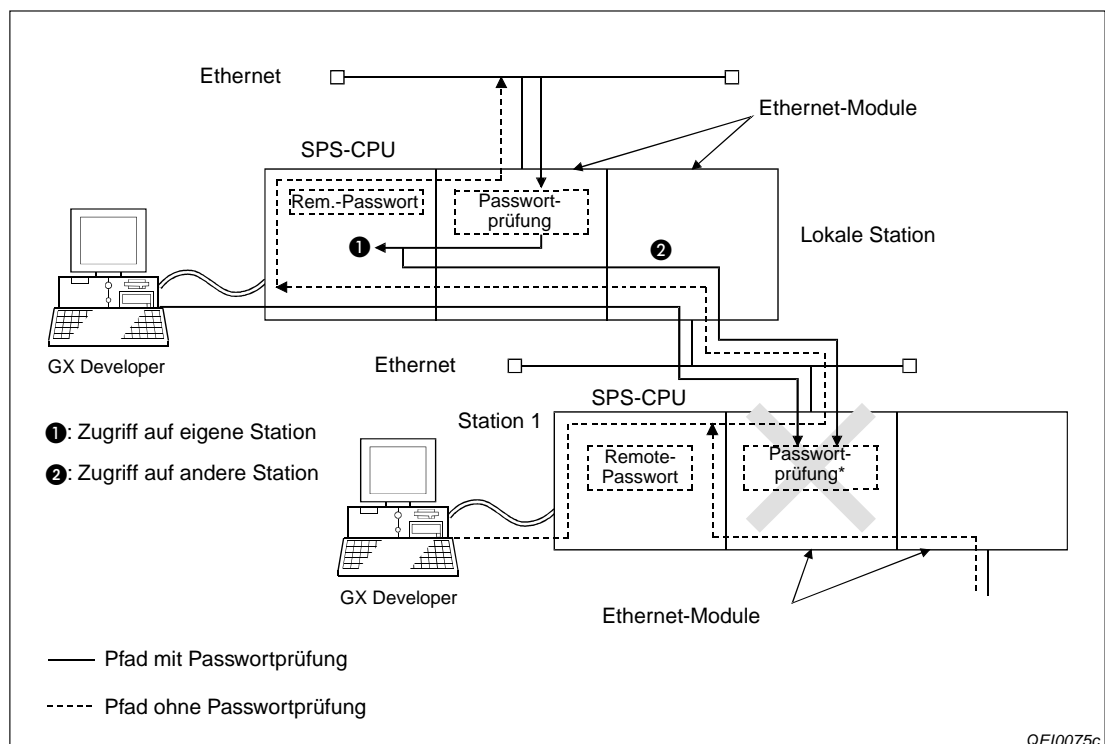 Ethernet
Ethernet-Module
SPS-CPU
Rem.-Passwort
Passwort-
prüfung
❶
❷
Lokale Station
GX Developer
Ethernet
SPS-CPU
Station 1
❶: Zugriff auf eigene Station
❷: Zugriff auf andere Station
Remote-
Passwort
Passwort-
prüfung*
GX Developer
Ethernet-Module
Pfad mit Passwortprüfung
Pfad ohne Passwortprüfung
QEI0075c